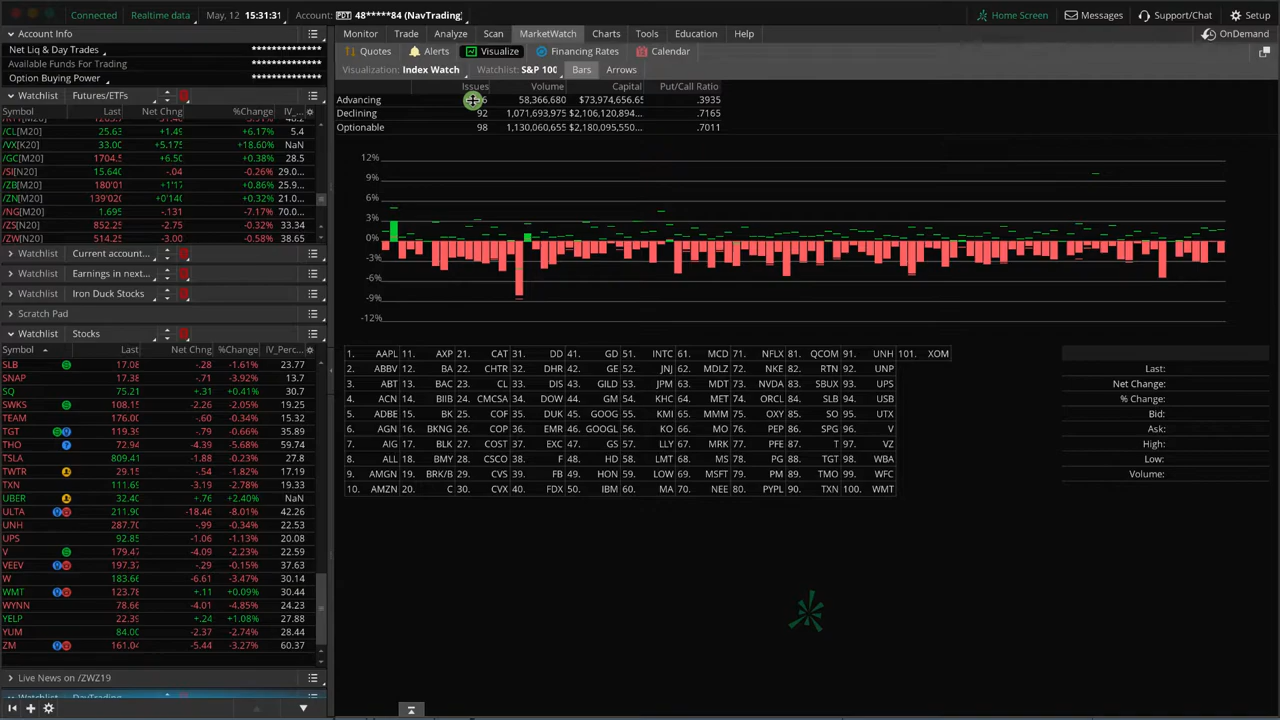 Connected Realtime data May, 12 15:31:31 Account: PDT 48*****84 (NavTrading) Home Screen Messages Support/Chat Setup
Account Info
Net Liq & Day Trades **************
Available Funds For Trading **************
Option Buying Power **************
Monitor Trade Analyze Scan MarketWatch Charts Tools Education Help OnDemand
Quotes Alerts Visualize Financing Rates Calendar
Visualization: Index Watch Watchlist: S&P 100 Bars Arrows
Issues Volume Capital Put/Call Ratio
Advancing 58,366,680 $73,974,656.65 .3935
Declining 92 1,071,693,975 $2,106,120,894... .7165
Optionable 98 1,130,060,655 $2,180,095,550... .7011
Watchlist Futures/ETFs
Symbol Last Net Chng %Change IV_...
/CL[M20] 25.63 +1.49 +6.17% 5.4
/VX[K20] 33.00 +5.175 +18.60% NaN
/GC[M20] 1704.5 +6.50 +0.38% 28.5
/SI[N20] 15.640 -.04 -0.26% 29.0...
/ZB[M20] 180'01 +1'17 +0.86% 25.9...
/ZN[M20] 139'020 +0'140 +0.32% 21.0...
/NG[M20] 1.695 -.131 -7.17% 70.0...
/ZS[N20] 852.25 -2.75 -0.32% 33.34
/ZW[N20] 514.25 -3.00 -0.58% 38.65
Watchlist Current account...
Watchlist Earnings in next...
Watchlist Iron Duck Stocks
Scratch Pad
Watchlist Stocks
Symbol Last Net Chng %Change IV_Perc...
SLB 17.08 -.28 -1.61% 23.77
SNAP 17.38 -.71 -3.92% 13.7
SQ 75.21 +.31 +0.41% 30.7
SWKS 108.15 -2.26 -2.05% 19.25
TEAM 176.00 -.60 -0.34% 15.32
TGT 119.39 -.79 -0.66% 35.89
THO 72.94 -4.39 -5.68% 59.74
TSLA 809.41 -1.88 -0.23% 27.8
TWTR 29.15 -.54 -1.82% 17.19
TXN 111.69 -3.19 -2.78% 19.33
UBER 32.40 +.76 +2.40% NaN
ULTA 211.90 -18.46 -8.01% 42.26
UNH 287.70 -.99 -0.34% 22.53
UPS 92.85 -1.06 -1.13% 20.08
V 179.47 -4.09 -2.23% 22.59
VEEV 197.37 -.29 -0.15% 37.63
W 183.66 -6.61 -3.47% 30.14
WMT 123.78 +.11 +0.09% 30.44
WYNN 78.66 -4.01 -4.85% 24.23
YELP 22.58 +.24 +1.08% 27.88
YUM 84.00 -2.37 -2.74% 28.44
ZM 161.04 -5.44 -3.27% 60.37
Live News on /ZWZ19
Watchlist DayTrading
12%
9%
6%
3%
0%
-3%
-6%
-9%
-12%
1. AAPL 11. AXP 21. CAT 31. DD 41. GD 51. INTC 61. MCD 71. NFLX 81. QCOM 91. UNH 101. XOM
2. ABBV 12. BA 22. CHTR 32. DHR 42. GE 52. JNJ 62. MDLZ 72. NKE 82. RTN 92. UNP
3. ABT 13. BAC 23. CL 33. DIS 43. GILD 53. JPM 63. MDT 73. NVDA 83. SBUX 93. UPS
4. ACN 14. BIIB 24. CMCSA 34. DOW 44. GM 54. KHC 64. MET 74. ORCL 84. SLB 94. USB
5. ADBE 15. BK 25. COF 35. DUK 45. GOOG 55. KMI 65. MMM 75. OXY 85. SO 95. UTX
6. AGN 16. BKNG 26. COP 36. EMR 46. GOOGL 56. KO 66. MO 76. PEP 86. SPG 96. V
7. AIG 17. BLK 27. COST 37. EXC 47. GS 57. LLY 67. MRK 77. PFE 87. T 97. VZ
8. ALL 18. BMY 28. CSCO 38. F 48. HD 58. LMT 68. MS 78. PG 88. TGT 98. WBA
9. AMGN 19. BRK/B 29. CVS 39. FB 49. HON 59. LOW 69. MSFT 79. PM 89. TMO 99. WFC
10. AMZN 20. C 30. CVX 40. FDX 50. IBM 60. MA 70. NEE 80. PYPL 90. TXN 100. WMT
Last:
Net Change:
% Change:
Bid:
Ask:
High:
Low:
Volume: